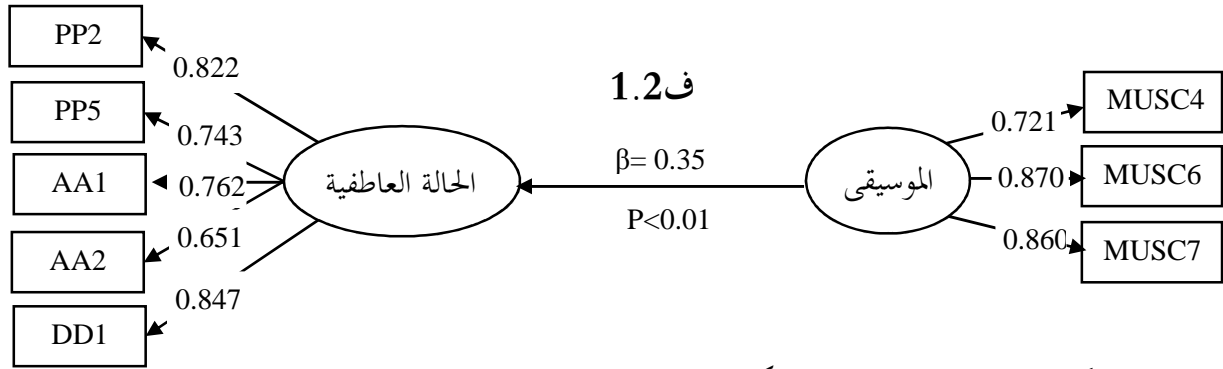 PP2
0.822
ف1.2
PP5
MUSC4
0.721
0.743
β= 0.35
AA1
0.762
الحالة العاطفية
الموسيقى
0.870
MUSC6
P<0.01
0.651
0.860
MUSC7
AA2
0.847
DD1